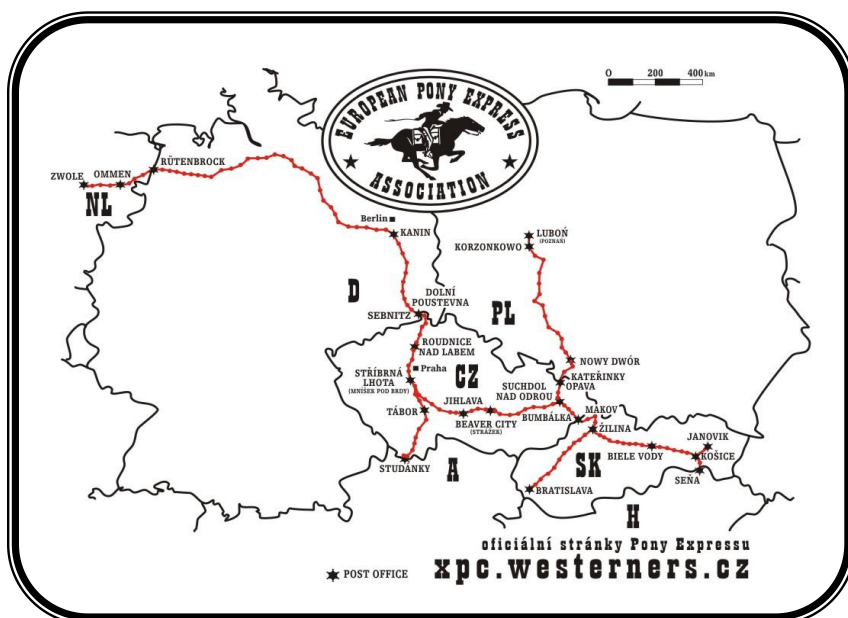 EUROPEAN PONY EXPRESS
ASSOCIATION
0 200 400 km
ZWOLE
OMMEN
RÜTENBROCK
NL
Berlin
KANIN
LUBOŇ
(POZNAŃ)
KORZONKOWO
D
DOLNÍ
POUSTEVNA
SEBNITZ
PL
ROUDNICE
NAD LABEM
Praha
STŘÍBRNÁ
LHOTA
(MNÍŠEK POD BRDY)
CZ
NOWY DWÓR
KATEŘINKY
OPAVA
SUCHDOL
NAD ODROU
JIHLAVA
TÁBOR
BEAVER CITY
(STRÁŽEK)
BUMBÁLKA
MAKOV
ŽILINA
JANOVIK
STUDÁNKY
A
SK
BIELE VODY
KOŠICE
SEŇA
BRATISLAVA
H
oficiální stránky Pony Expressu
POST OFFICE
xpc.westerners.cz